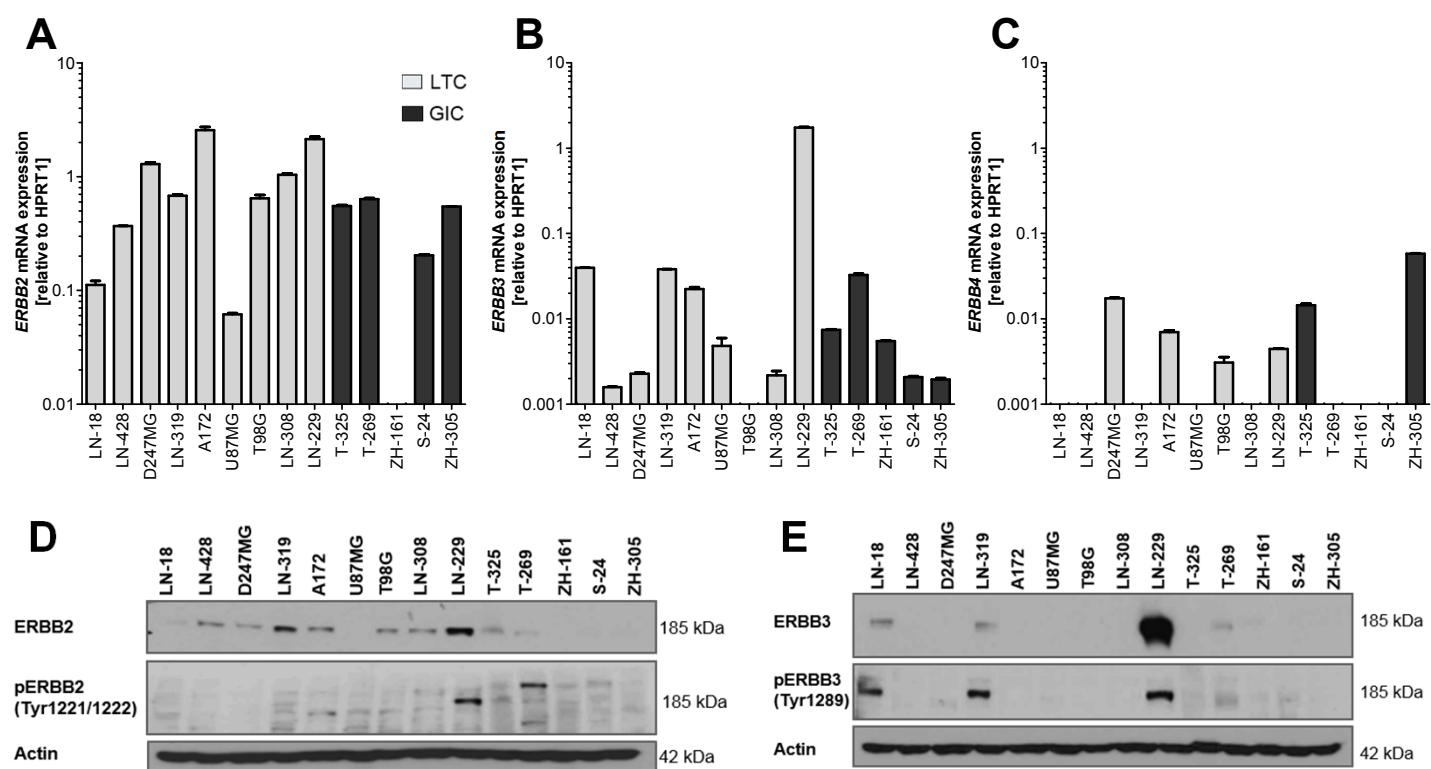 A
ERBB2 mRNA expression
[relative to HPRT1]
10
1
0.1
0.01
LTC
GIC
LN-18
LN-428
D247MG
LN-319
A172
U87MG
T98G
LN-308
LN-229
T-325
T-269
ZH-161
S-24
ZH-305
B
ERBB3 mRNA expression
[relative to HPRT1]
10
1
0.1
0.01
0.001
LN-18
LN-428
D247MG
LN-319
A172
U87MG
T98G
LN-308
LN-229
T-325
T-269
ZH-161
S-24
ZH-305
C
ERBB4 mRNA expression
[relative to HPRT1]
10
1
0.1
0.01
0.001
LN-18
LN-428
D247MG
LN-319
A172
U87MG
T98G
LN-308
LN-229
T-325
T-269
ZH-161
S-24
ZH-305
D
LN-18
LN-428
D247MG
LN-319
A172
U87MG
T98G
LN-308
LN-229
T-325
T-269
ZH-161
S-24
ZH-305
ERBB2
185 kDa
pERBB2
(Tyr1221/1222)
185 kDa
Actin
42 kDa
E
LN-18
LN-428
D247MG
LN-319
A172
U87MG
T98G
LN-308
LN-229
T-325
T-269
ZH-161
S-24
ZH-305
ERBB3
185 kDa
pERBB3
(Tyr1289)
185 kDa
Actin
42 kDa